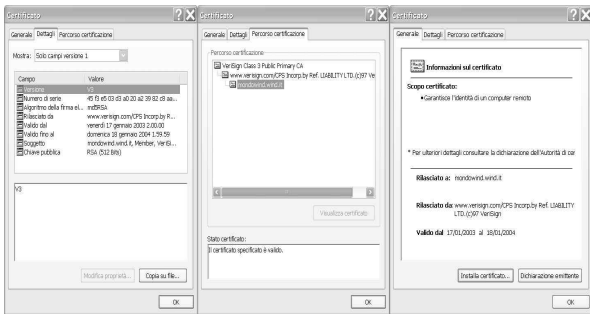 Certificato
Generale Dettagli Percorso certificazione
Mostra: Solo campi versione 1
Campo Valore
Versione V3
Numero di serie 45 f3 e5 03 d3 a0 20 a2 39 82 c8 aa...
Algoritmo della firma el... md5RSA
Rilasciato da www.verisign.com/CPS Incorp.by Ref. LIABILITY LTD.(c)97 Ve...
Valido dal venerdì 17 gennaio 2003 2.00.00
Valido fino al domenica 18 gennaio 2004 1.59.59
Soggetto mondowind.wind.it, Member, VeriSi...
Chiave pubblica RSA (512 Bits)
V3
Modifica proprietà... Copia su file...
OK
Certificato
Generale Dettagli Percorso certificazione
Percorso certificazione
VeriSign Class 3 Public Primary CA
www.verisign.com/CPS Incorp.by Ref. LIABILITY LTD.(c)97 Ve
mondowind.wind.it
Visualizza certificato
Stato certificato:
Il certificato specificato è valido.
OK
Certificato
Generale Dettagli Percorso certificazione
Informazioni sul certificato
Scopo certificato:
•Garantisce l'identità di un computer remoto
* Per ulteriori dettagli consultare la dichiarazione dell'Autorità di cer
Rilasciato a: mondowind.wind.it
Rilasciato da: www.verisign.com/CPS Incorp.by Ref. LIABILITY
LTD.(c)97 VeriSign
Valido dal 17/01/2003 al 18/01/2004
Installa certificato... Dichiarazione emittente
OK